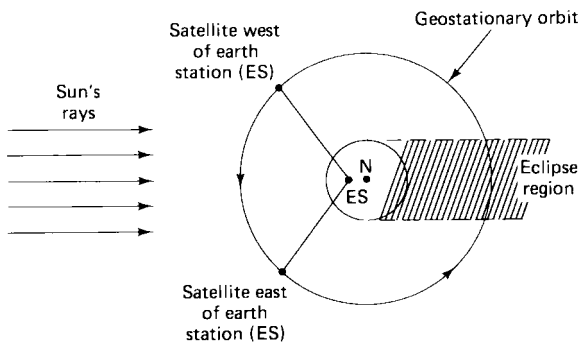 Geostationary orbit
Satellite west
of earth
station (ES)
Sun's
rays
N
ES
Eclipse
region
Satellite east
of earth
station (ES)